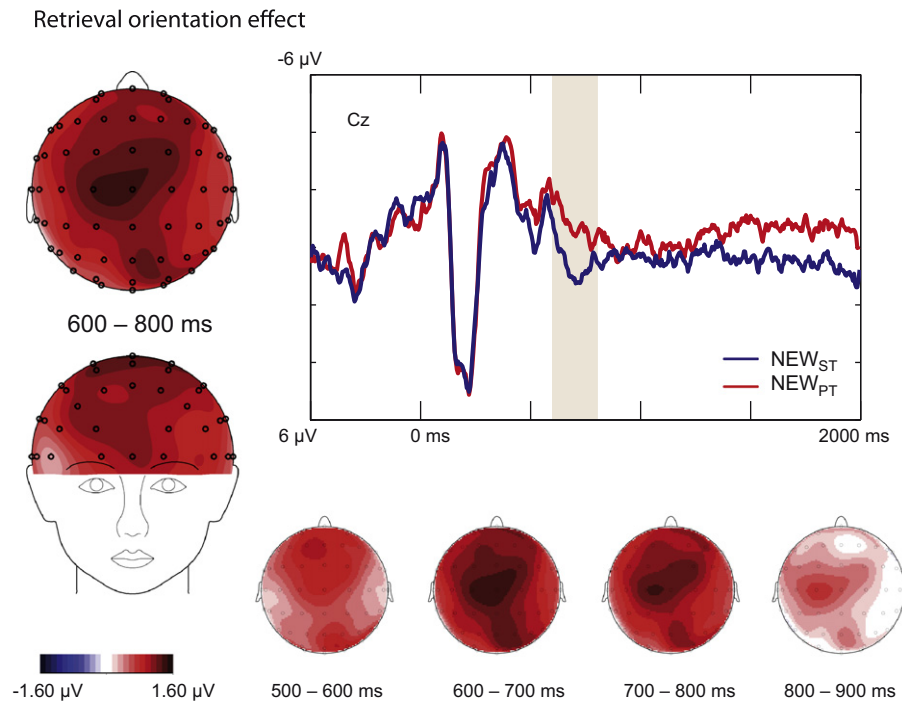 Retrieval orientation effect
-6 µV
Cz
600 – 800 ms
NEWST
NEWPT
6 µV
0 ms
2000 ms
-1.60 µV
1.60 µV
500 – 600 ms
600 – 700 ms
700 – 800 ms
800 – 900 ms